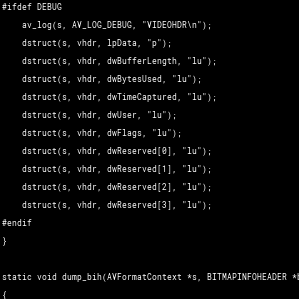 #ifdef DEBUG
    av_log(s, AV_LOG_DEBUG, "VIDEOHDR\n");
    dstruct(s, vhdr, lpData, "p");
    dstruct(s, vhdr, dwBufferLength, "lu");
    dstruct(s, vhdr, dwBytesUsed, "lu");
    dstruct(s, vhdr, dwTimeCaptured, "lu");
    dstruct(s, vhdr, dwUser, "lu");
    dstruct(s, vhdr, dwFlags, "lu");
    dstruct(s, vhdr, dwReserved[0], "lu");
    dstruct(s, vhdr, dwReserved[1], "lu");
    dstruct(s, vhdr, dwReserved[2], "lu");
    dstruct(s, vhdr, dwReserved[3], "lu");
#endif
}
static void dump_bih(AVFormatContext *s, BITMAPINFOHEADER *
{